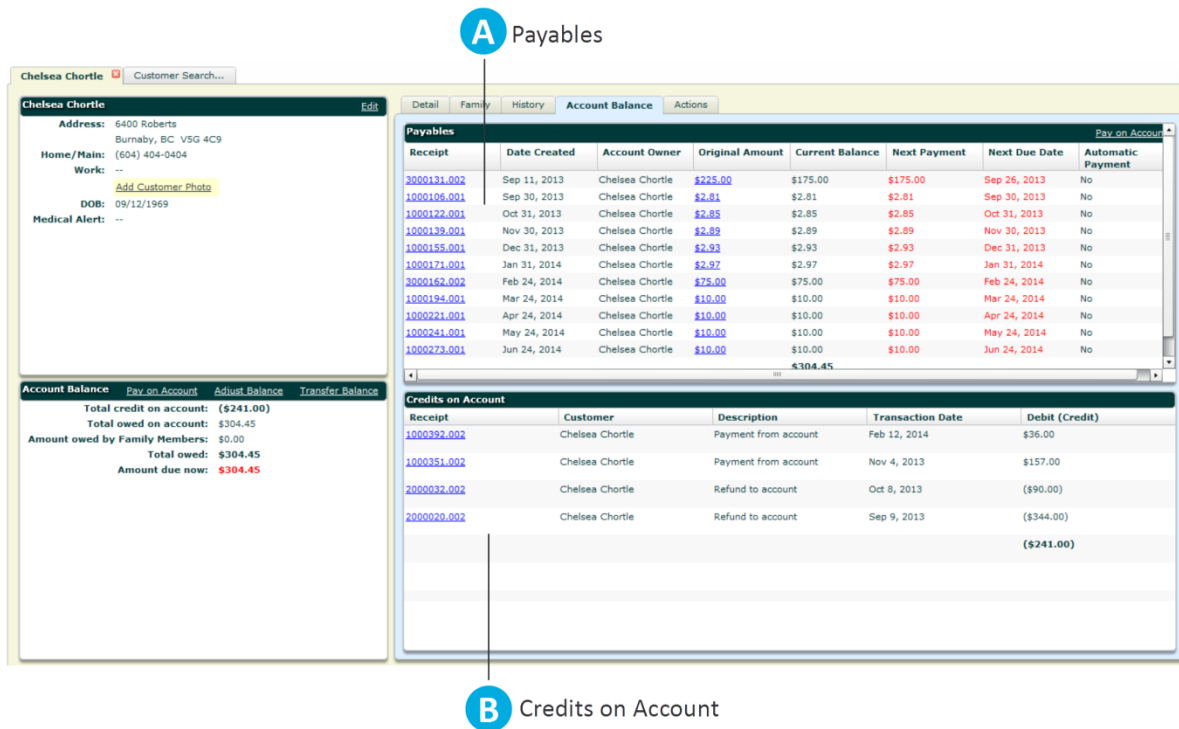 A Payables
Chelsea Chortle Customer Search...
Chelsea Chortle Edit
Address: 6400 Roberts
Burnaby, BC V5G 4C9
Home/Main: (604) 404-0404
Work: --
Add Customer Photo
DOB: 09/12/1969
Medical Alert: --
Account Balance Pay on Account Adjust Balance Transfer Balance
Total credit on account: ($241.00)
Total owed on account: $304.45
Amount owed by Family Members: $0.00
Total owed: $304.45
Amount due now: $304.45
Detail Family History Account Balance Actions
Payables Pay on Accoun
Receipt Date Created Account Owner Original Amount Current Balance Next Payment Next Due Date Automatic Payment
3000131.002 Sep 11, 2013 Chelsea Chortle $225.00 $175.00 $175.00 Sep 26, 2013 No
1000106.001 Sep 30, 2013 Chelsea Chortle $2.81 $2.81 $2.81 Sep 30, 2013 No
1000122.001 Oct 31, 2013 Chelsea Chortle $2.85 $2.85 $2.85 Oct 31, 2013 No
1000139.001 Nov 30, 2013 Chelsea Chortle $2.89 $2.89 $2.89 Nov 30, 2013 No
1000155.001 Dec 31, 2013 Chelsea Chortle $2.93 $2.93 $2.93 Dec 31, 2013 No
1000171.001 Jan 31, 2014 Chelsea Chortle $2.97 $2.97 $2.97 Jan 31, 2014 No
3000162.002 Feb 24, 2014 Chelsea Chortle $75.00 $75.00 $75.00 Feb 24, 2014 No
1000194.001 Mar 24, 2014 Chelsea Chortle $10.00 $10.00 $10.00 Mar 24, 2014 No
1000221.001 Apr 24, 2014 Chelsea Chortle $10.00 $10.00 $10.00 Apr 24, 2014 No
1000241.001 May 24, 2014 Chelsea Chortle $10.00 $10.00 $10.00 May 24, 2014 No
1000273.001 Jun 24, 2014 Chelsea Chortle $10.00 $10.00 $10.00 Jun 24, 2014 No
$304.45
Credits on Account
Receipt Customer Description Transaction Date Debit (Credit)
1000392.002 Chelsea Chortle Payment from account Feb 12, 2014 $36.00
1000351.002 Chelsea Chortle Payment from account Nov 4, 2013 $157.00
2000032.002 Chelsea Chortle Refund to account Oct 8, 2013 ($90.00)
2000020.002 Chelsea Chortle Refund to account Sep 9, 2013 ($344.00)
($241.00)
B Credits on Account